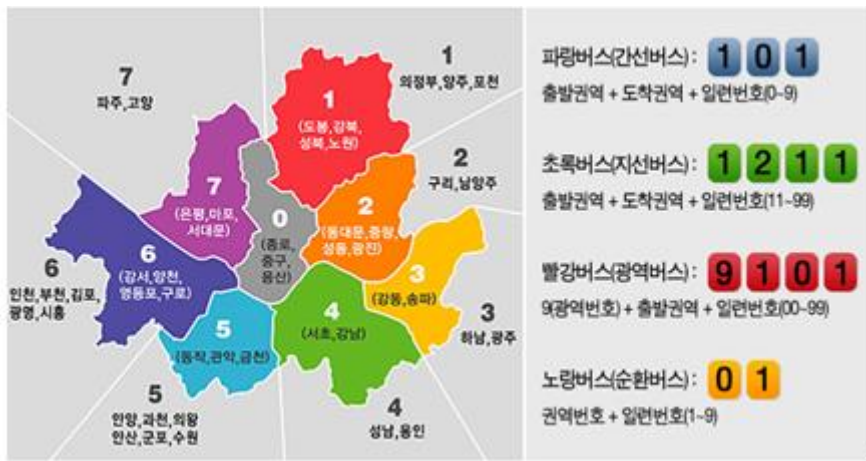 7
파주,고양
1
의정부,양주,포천
1
(도봉,강북,
성북,노원)
2
구리,남양주
7
(은평,마포,
서대문)
0
(종로,
중구,
용산)
2
(동대문,중랑,
성동,광진)
6
(강서,양천,
영등포,구로)
3
(강동,송파)
6
인천,부천,김포,
광명,시흥
5
(동작,관악,금천)
4
(서초,강남)
3
하남,광주
5
안양,과천,의왕
안산,군포,수원
4
성남,용인
파랑버스(간선버스) : 1 0 1
출발권역 + 도착권역 + 일련번호(0~9)
초록버스(지선버스) : 1 2 1 1
출발권역 + 도착권역 + 일련번호(11~99)
빨강버스(광역버스) : 9 1 0 1
9(광역번호) + 출발권역 + 일련번호(00~99)
노랑버스(순환버스) : 0 1
권역번호 + 일련번호(1~9)